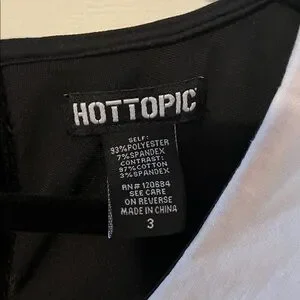 HOTTOPIC
SELF:
93%POLYESTER
7%SPANDEX
CONTRAST:
97%COTTON
3%SPANDEX
RN# 120884
SEE CARE
ON REVERSE
MADE IN CHINA
3